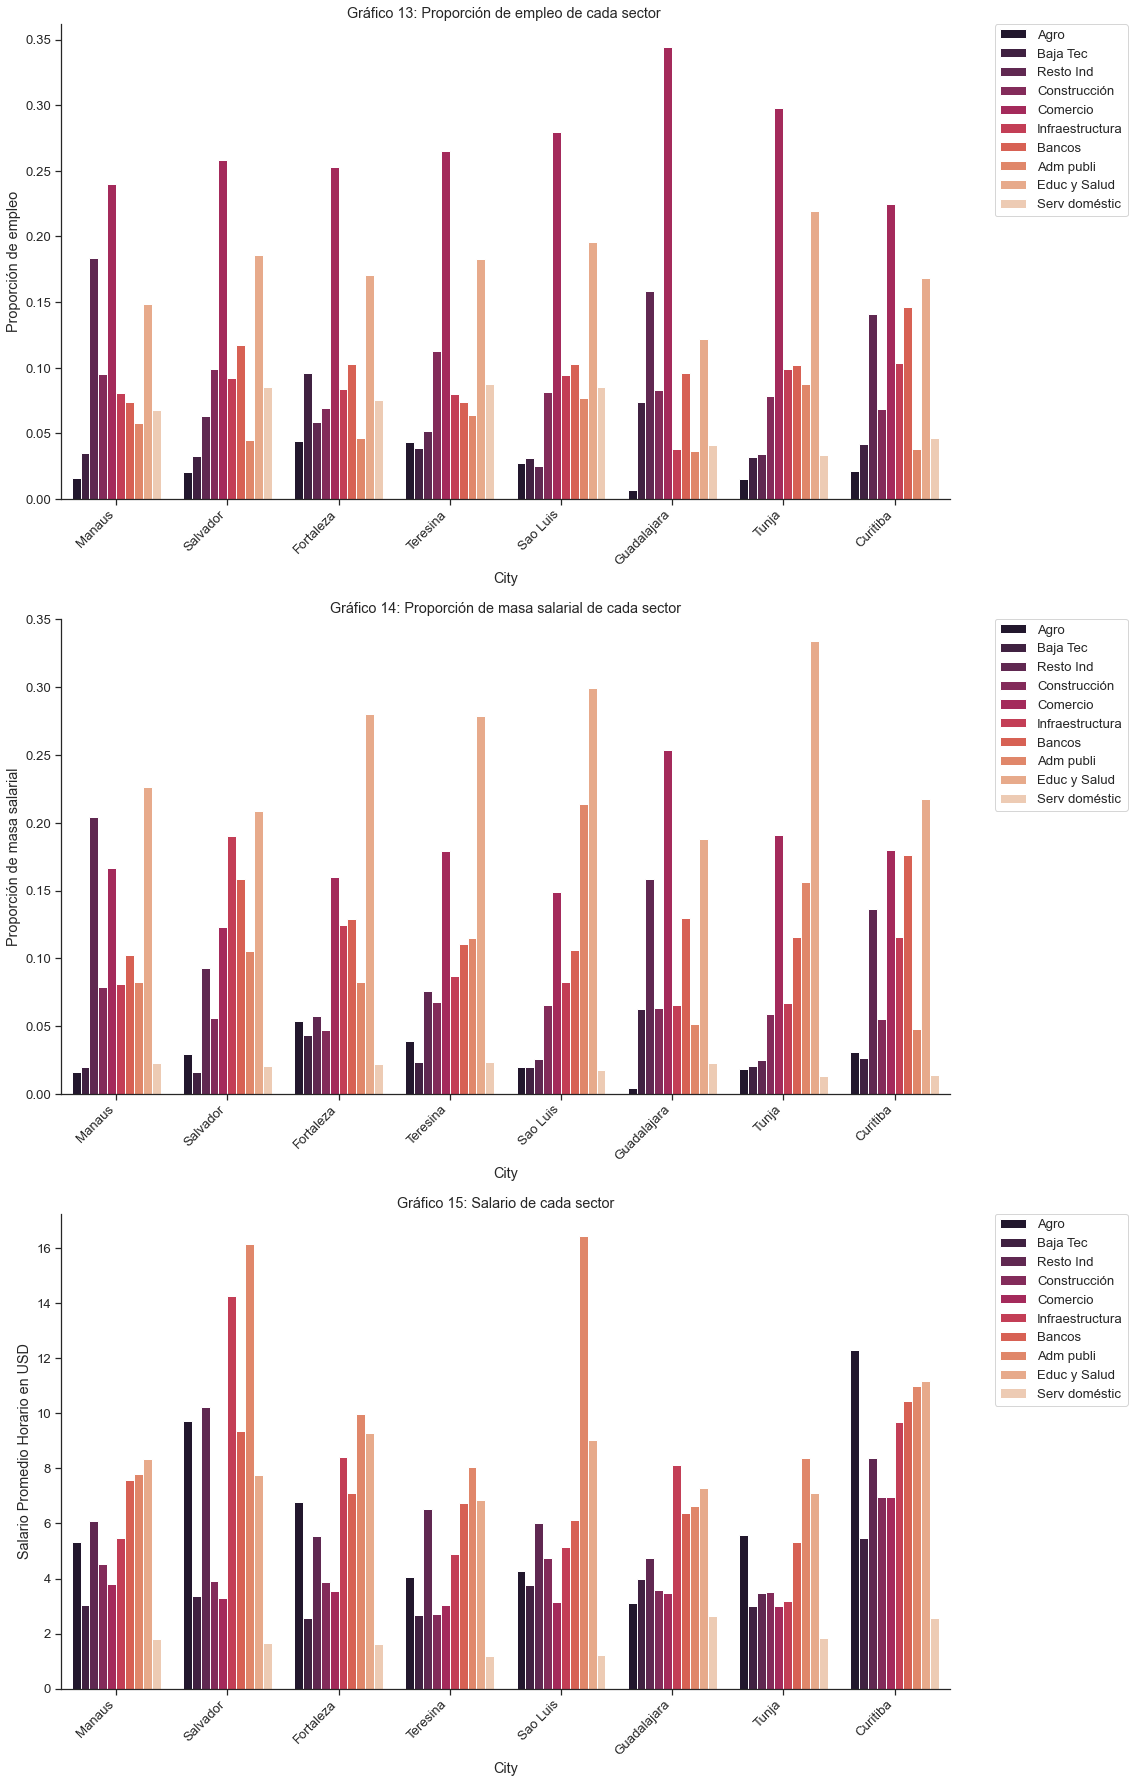 Gráfico 13: Proporción de empleo de cada sector
Proporción de empleo
0.35
0.30
0.25
0.20
0.15
0.10
0.05
0.00
Manaus
Salvador
Fortaleza
Teresina
Sao Luis
Guadalajara
Tunja
Curitiba
City
Agro
Baja Tec
Resto Ind
Construcción
Comercio
Infraestructura
Bancos
Adm publi
Educ y Salud
Serv doméstic
Gráfico 14: Proporción de masa salarial de cada sector
Proporción de masa salarial
0.35
0.30
0.25
0.20
0.15
0.10
0.05
0.00
Manaus
Salvador
Fortaleza
Teresina
Sao Luis
Guadalajara
Tunja
Curitiba
City
Agro
Baja Tec
Resto Ind
Construcción
Comercio
Infraestructura
Bancos
Adm publi
Educ y Salud
Serv doméstic
Gráfico 15: Salario de cada sector
Salario Promedio Horario en USD
16
14
12
10
8
6
4
2
0
Manaus
Salvador
Fortaleza
Teresina
Sao Luis
Guadalajara
Tunja
Curitiba
City
Agro
Baja Tec
Resto Ind
Construcción
Comercio
Infraestructura
Bancos
Adm publi
Educ y Salud
Serv doméstic